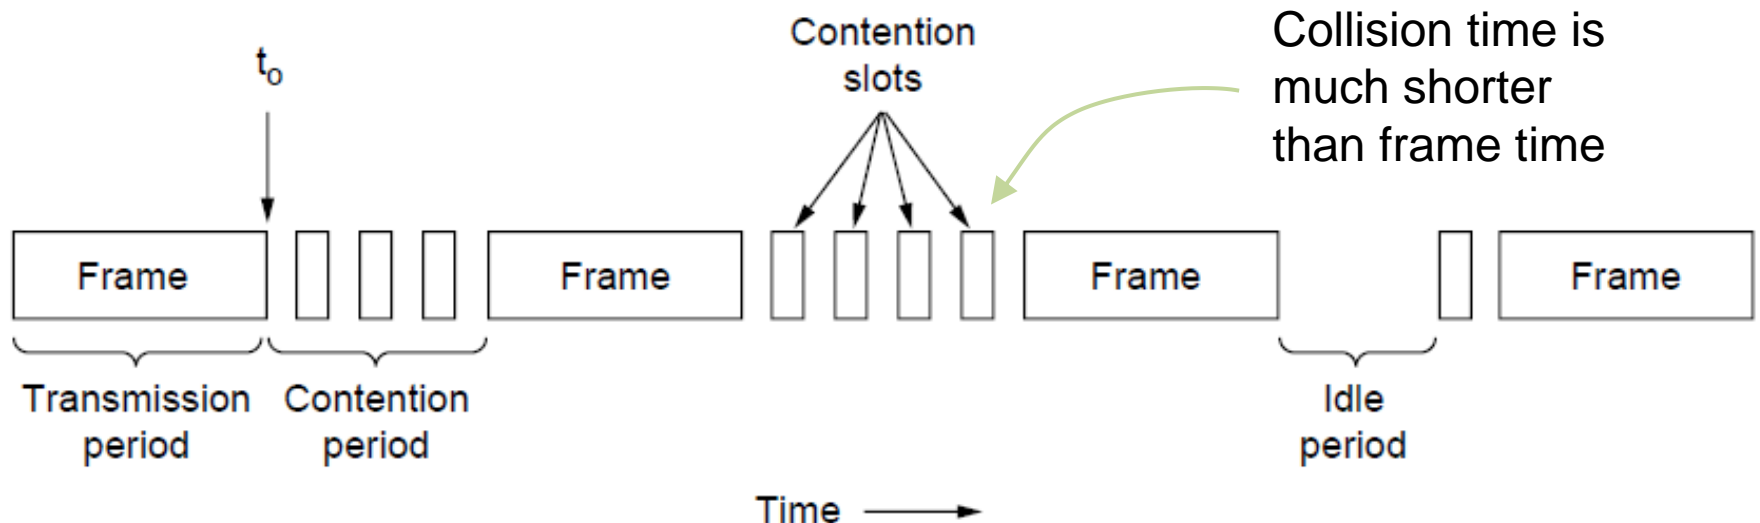 Contention
slots
Collision time is
much shorter
than frame time
t₀
Frame
Frame
Frame
Frame
Transmission
period
Contention
period
Idle
period
Time